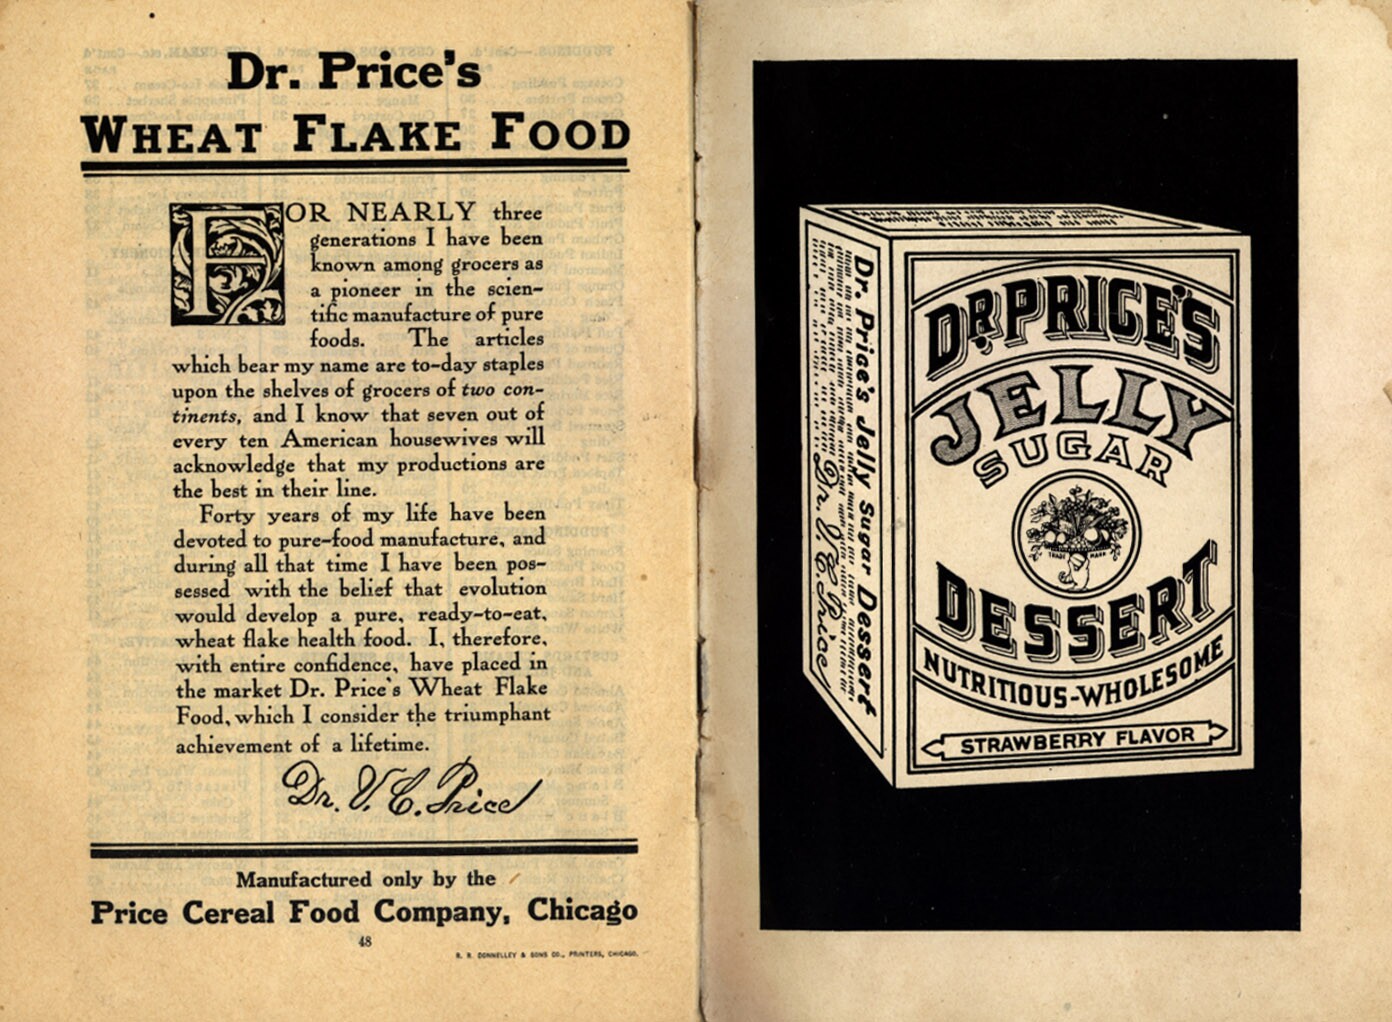 Dr. Price's
WHEAT FLAKE FOOD
FOR NEARLY three
generations I have been
known among grocers as
a pioneer in the scien-
tific manufacture of pure
foods. The articles
which bear my name are to-day staples
upon the shelves of grocers of two con-
tinents, and I know that seven out of
every ten American housewives will
acknowledge that my productions are
the best in their line.
Forty years of my life have been
devoted to pure-food manufacture, and
during all that time I have been pos-
sessed with the belief that evolution
would develop a pure, ready-to-eat,
wheat flake health food. I, therefore,
with entire confidence, have placed in
the market Dr. Price's Wheat Flake
Food, which I consider the triumphant
achievement of a lifetime.
Dr. V. C. Price
Manufactured only by the
Price Cereal Food Company, Chicago
48
R. R. DONNELLEY & SONS CO., PRINTERS, CHICAGO.
Dr. Price's Jelly Sugar Dessert
Dr. V. C. Price
DR. PRICE'S
JELLY
SUGAR
TRADE MARK
DESSERT
NUTRITIOUS-WHOLESOME
STRAWBERRY FLAVOR